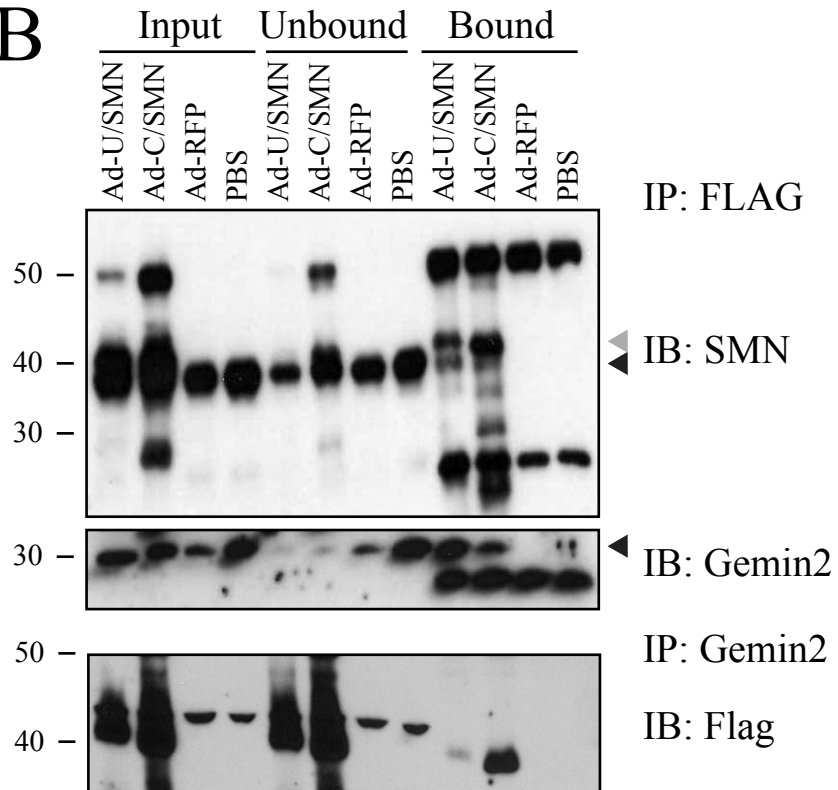 B
Input Unbound Bound
Ad-U/SMN Ad-C/SMN Ad-RFP PBS Ad-U/SMN Ad-C/SMN Ad-RFP PBS Ad-U/SMN Ad-C/SMN Ad-RFP PBS
IP: FLAG
50
40
IB: SMN
30
30
IB: Gemin2
50
IP: Gemin2
IB: Flag
40